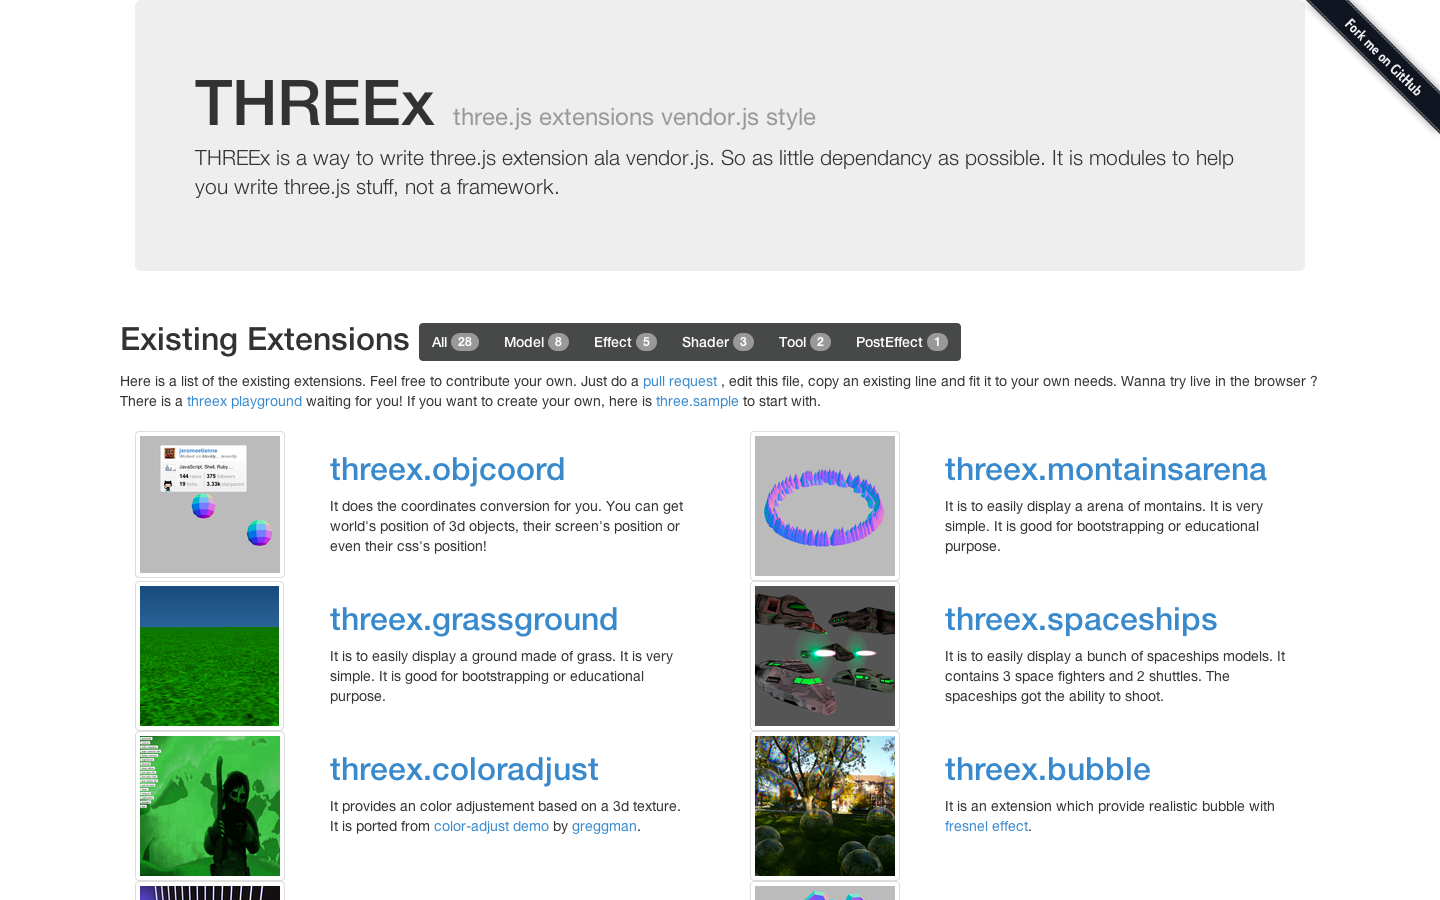 Fork me on GitHub
THREEx three.js extensions vendor.js style
THREEx is a way to write three.js extension ala vendor.js. So as little dependancy as possible. It is modules to help
you write three.js stuff, not a framework.
Existing Extensions
All 28 Model 8 Effect 5 Shader 3 Tool 2 PostEffect 1
Here is a list of the existing extensions. Feel free to contribute your own. Just do a pull request , edit this file, copy an existing line and fit it to your own needs. Wanna try live in the browser ?
There is a threex playground waiting for you! If you want to create your own, here is three.sample to start with.
jeromeetienne
JavaScript, Shell, Ruby...
144 375
19 3.33k
threex.objcoord
It does the coordinates conversion for you. You can get
world's position of 3d objects, their screen's position or
even their css's position!
threex.montainsarena
It is to easily display a arena of montains. It is very
simple. It is good for bootstrapping or educational
purpose.
threex.grassground
It is to easily display a ground made of grass. It is very
simple. It is good for bootstrapping or educational
purpose.
threex.spaceships
It is to easily display a bunch of spaceships models. It
contains 3 space fighters and 2 shuttles. The
spaceships got the ability to shoot.
threex.coloradjust
It provides an color adjustement based on a 3d texture.
It is ported from color-adjust demo by greggman.
threex.bubble
It is an extension which provide realistic bubble with
fresnel effect.